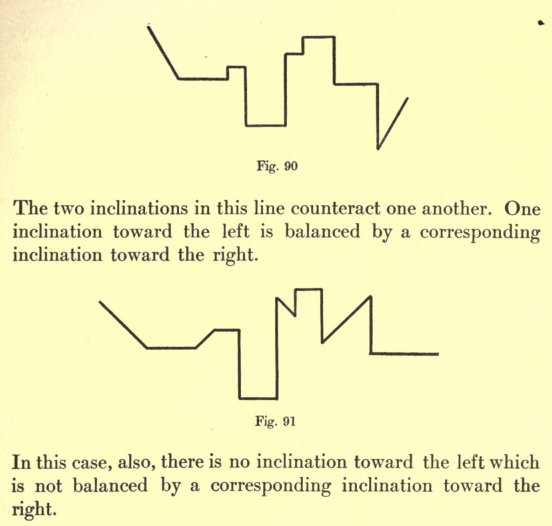 Fig. 90
The two inclinations in this line counteract one another. One
inclination toward the left is balanced by a corresponding
inclination toward the right.
Fig. 91
In this case, also, there is no inclination toward the left which
is not balanced by a corresponding inclination toward the
right.